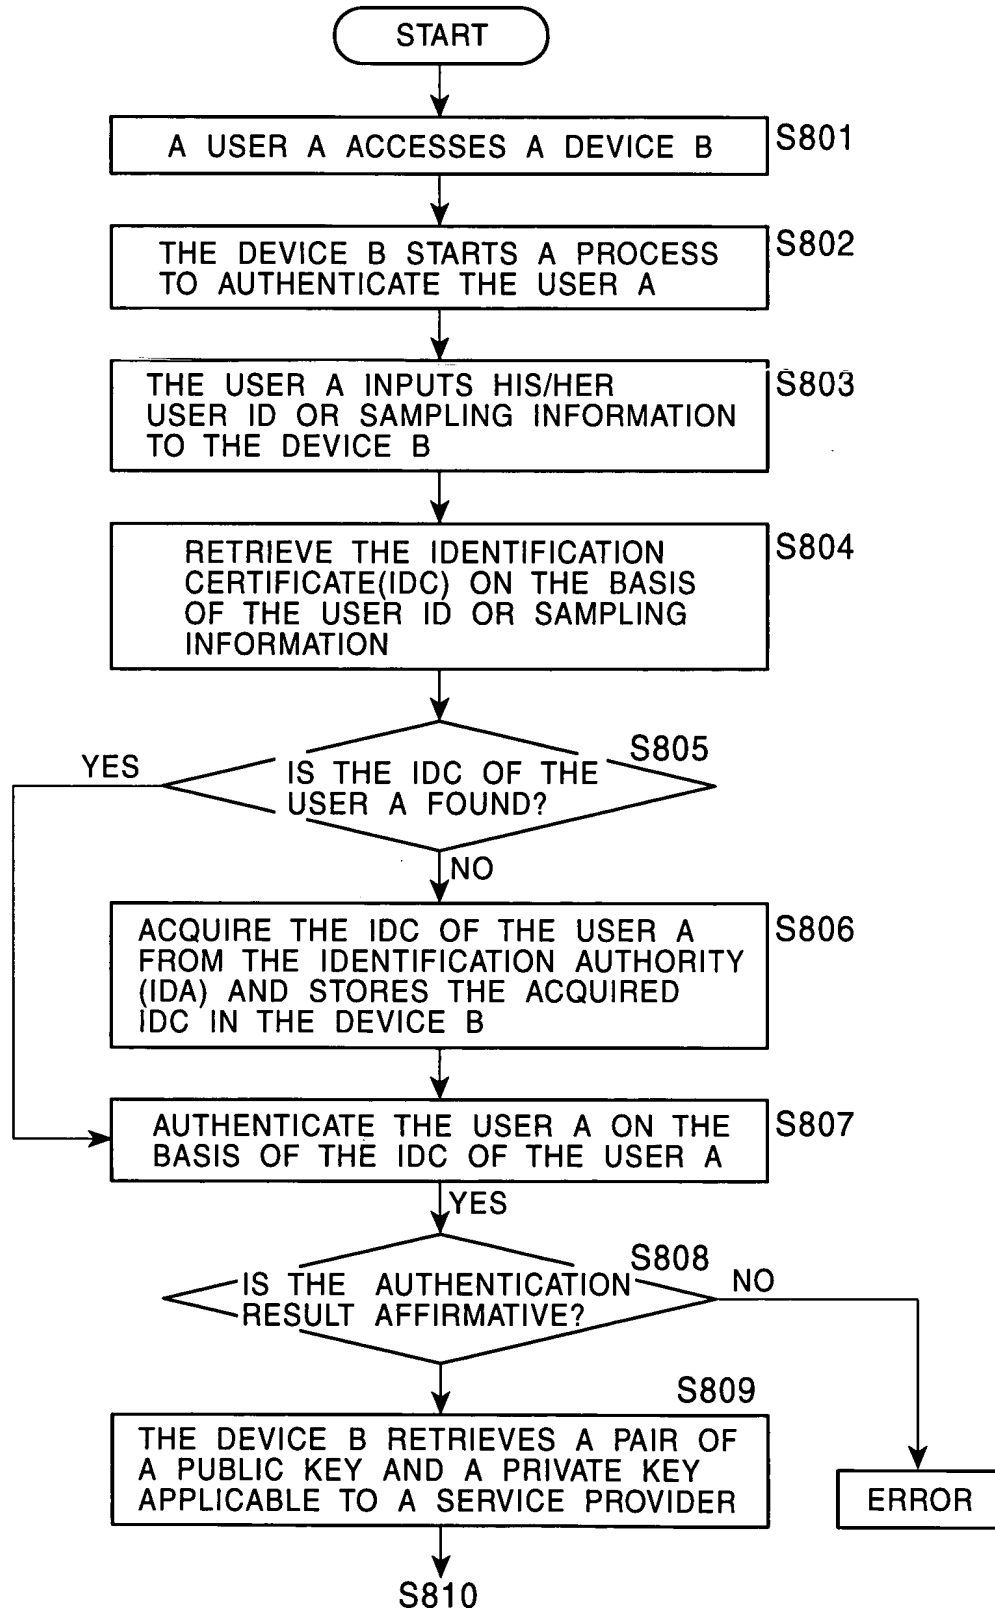 START
A USER A ACCESSES A DEVICE B
S801
THE DEVICE B STARTS A PROCESS
TO AUTHENTICATE THE USER A
S802
THE USER A INPUTS HIS/HER
USER ID OR SAMPLING INFORMATION
TO THE DEVICE B
S803
RETRIEVE THE IDENTIFICATION
CERTIFICATE(IDC) ON THE BASIS
OF THE USER ID OR SAMPLING
INFORMATION
S804
S805
YES
IS THE IDC OF THE
USER A FOUND?
NO
ACQUIRE THE IDC OF THE USER A
FROM THE IDENTIFICATION AUTHORITY
(IDA) AND STORES THE ACQUIRED
IDC IN THE DEVICE B
S806
AUTHENTICATE THE USER A ON THE
BASIS OF THE IDC OF THE USER A
S807
YES
S808
IS THE AUTHENTICATION
RESULT AFFIRMATIVE?
NO
S809
THE DEVICE B RETRIEVES A PAIR OF
A PUBLIC KEY AND A PRIVATE KEY
APPLICABLE TO A SERVICE PROVIDER
ERROR
S810